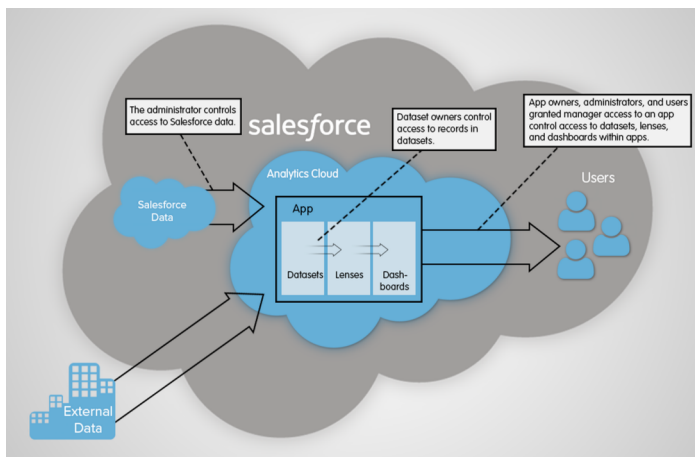 The administrator controls
access to Salesforce data.
salesforce
Dataset owners control
access to records in
datasets.
App owners, administrators, and users
granted manager access to an app
control access to datasets, lenses,
and dashboards within apps.
Analytics Cloud
Users
Salesforce
Data
App
Datasets
Lenses
Dash-
boards
External
Data